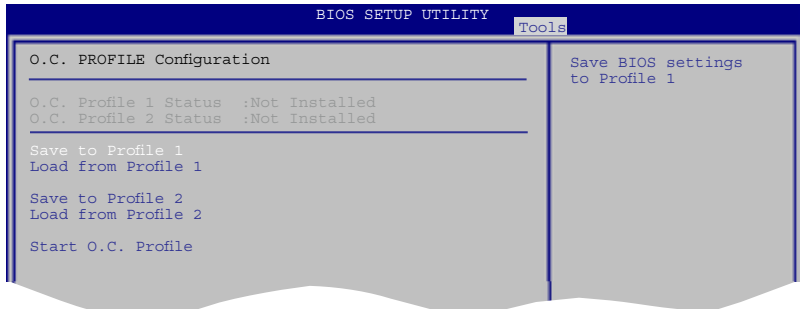 BIOS SETUP UTILITY
Tools
O.C. PROFILE Configuration
O.C. Profile 1 Status :Not Installed
O.C. Profile 2 Status :Not Installed
Save to Profile 1
Load from Profile 1
Save to Profile 2
Load from Profile 2
Start O.C. Profile
Save BIOS settings
to Profile 1